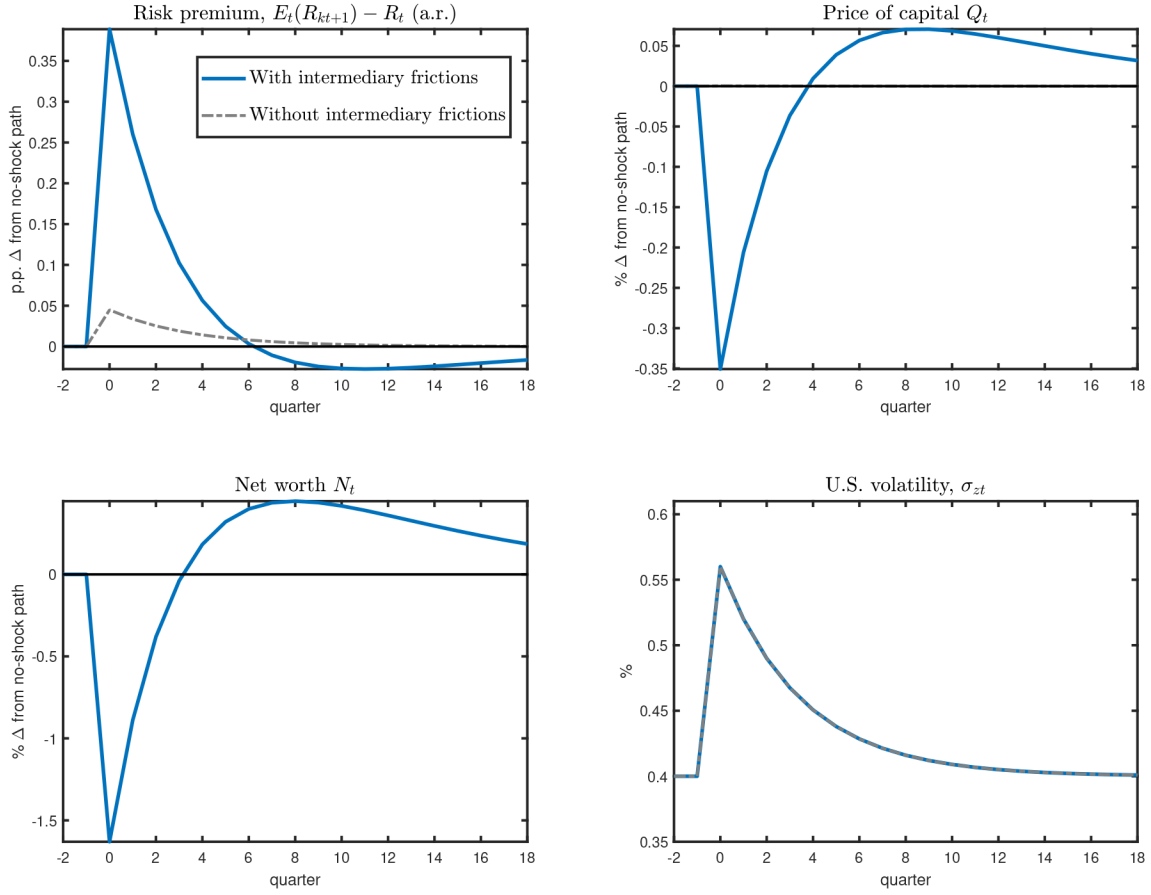 Risk premium, $E_t(R_{kt+1}) - R_t$ (a.r.)
p.p. Δ from no-shock path
0.35
0.3
0.25
0.2
0.15
0.1
0.05
0
With intermediary frictions
Without intermediary frictions
-2 0 2 4 6 8 10 12 14 16 18
quarter
Price of capital $Q_t$
% Δ from no-shock path
0.05
0
-0.05
-0.1
-0.15
-0.2
-0.25
-0.3
-0.35
-2 0 2 4 6 8 10 12 14 16 18
quarter
Net worth $N_t$
% Δ from no-shock path
0
-0.5
-1
-1.5
-2 0 2 4 6 8 10 12 14 16 18
quarter
U.S. volatility, $\sigma_{zt}$
%
0.6
0.55
0.5
0.45
0.4
0.35
-2 0 2 4 6 8 10 12 14 16 18
quarter